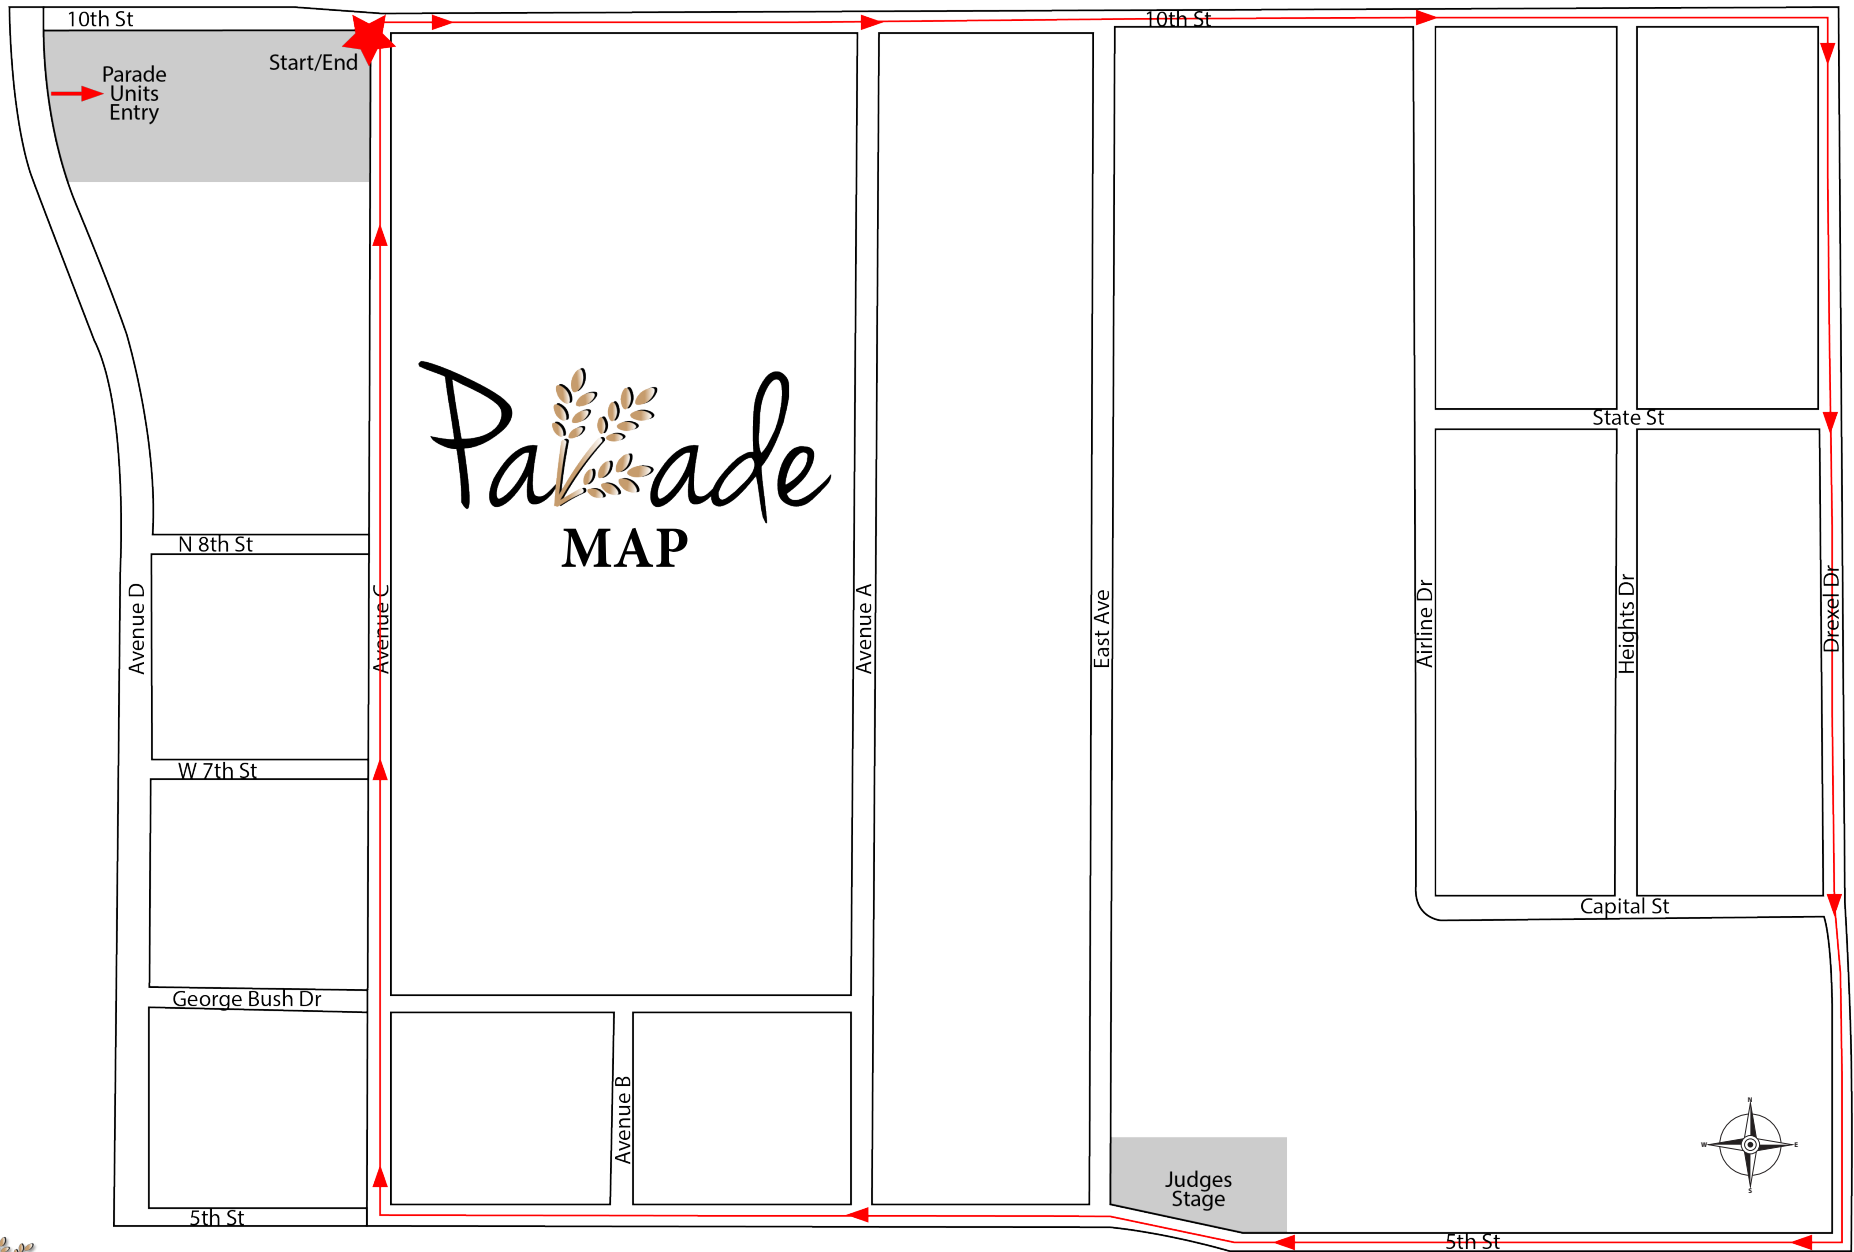 10th St
10th St
Start/End
Parade
Units
Entry
Parade
MAP
State St
N 8th St
Avenue D
Avenue C
Avenue A
East Ave
Airline Dr
Heights Dr
Drexel Dr
W 7th St
Capital St
George Bush Dr
Avenue B
N
W
E
S
Judges
Stage
5th St
5th St